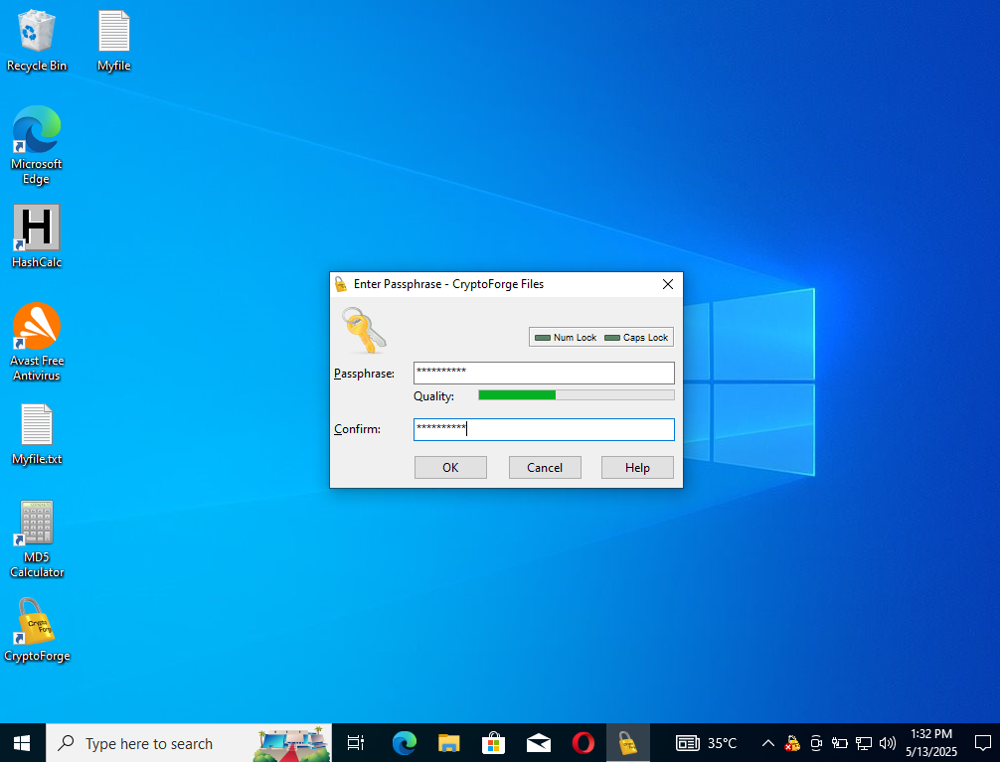 Recycle Bin
Myfile
Microsoft
Edge
H
HashCalc
Avast Free
Antivirus
Myfile.txt
MD5
Calculator
Crypto
Forge
CryptoForge
Enter Passphrase - CryptoForge Files
Num Lock
Caps Lock
Passphrase:
**********
Quality:
Confirm:
**********
OK
Cancel
Help
Type here to search
35°C
1:32 PM
5/13/2025